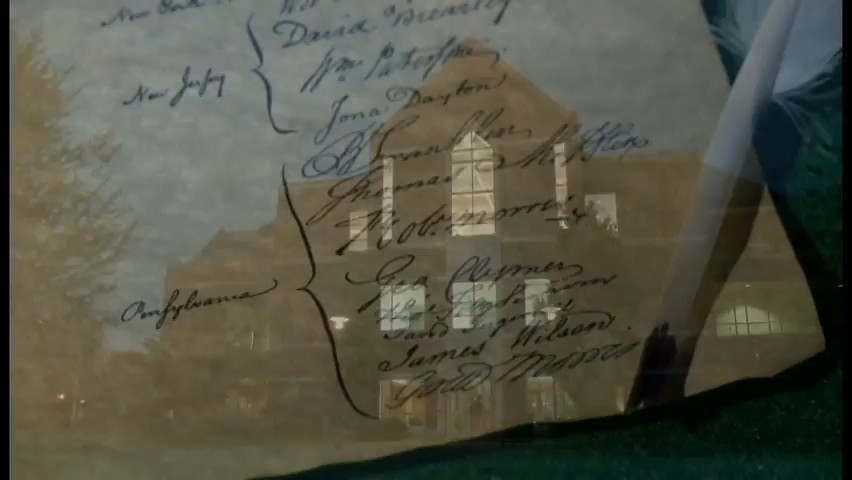 David Brearley
New Jersey
Wm Paterson
Jona Dayton
B Franklin
Thomas Mifflin
Robt Morris
Geo Clymer
Pensylvania
James Wilson
Gouv Morris